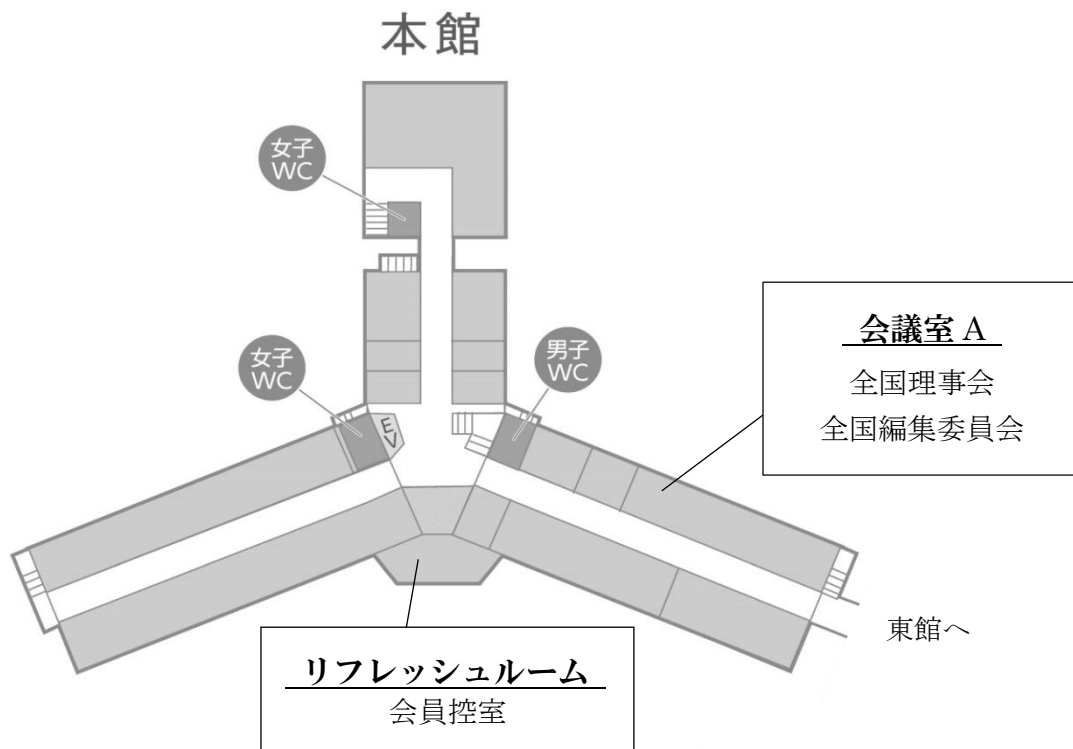 本館
女子
WC
会議室 A
全国理事会
全国編集委員会
女子
WC
男子
WC
EV
東館へ
リフレッシュルーム
会員控室